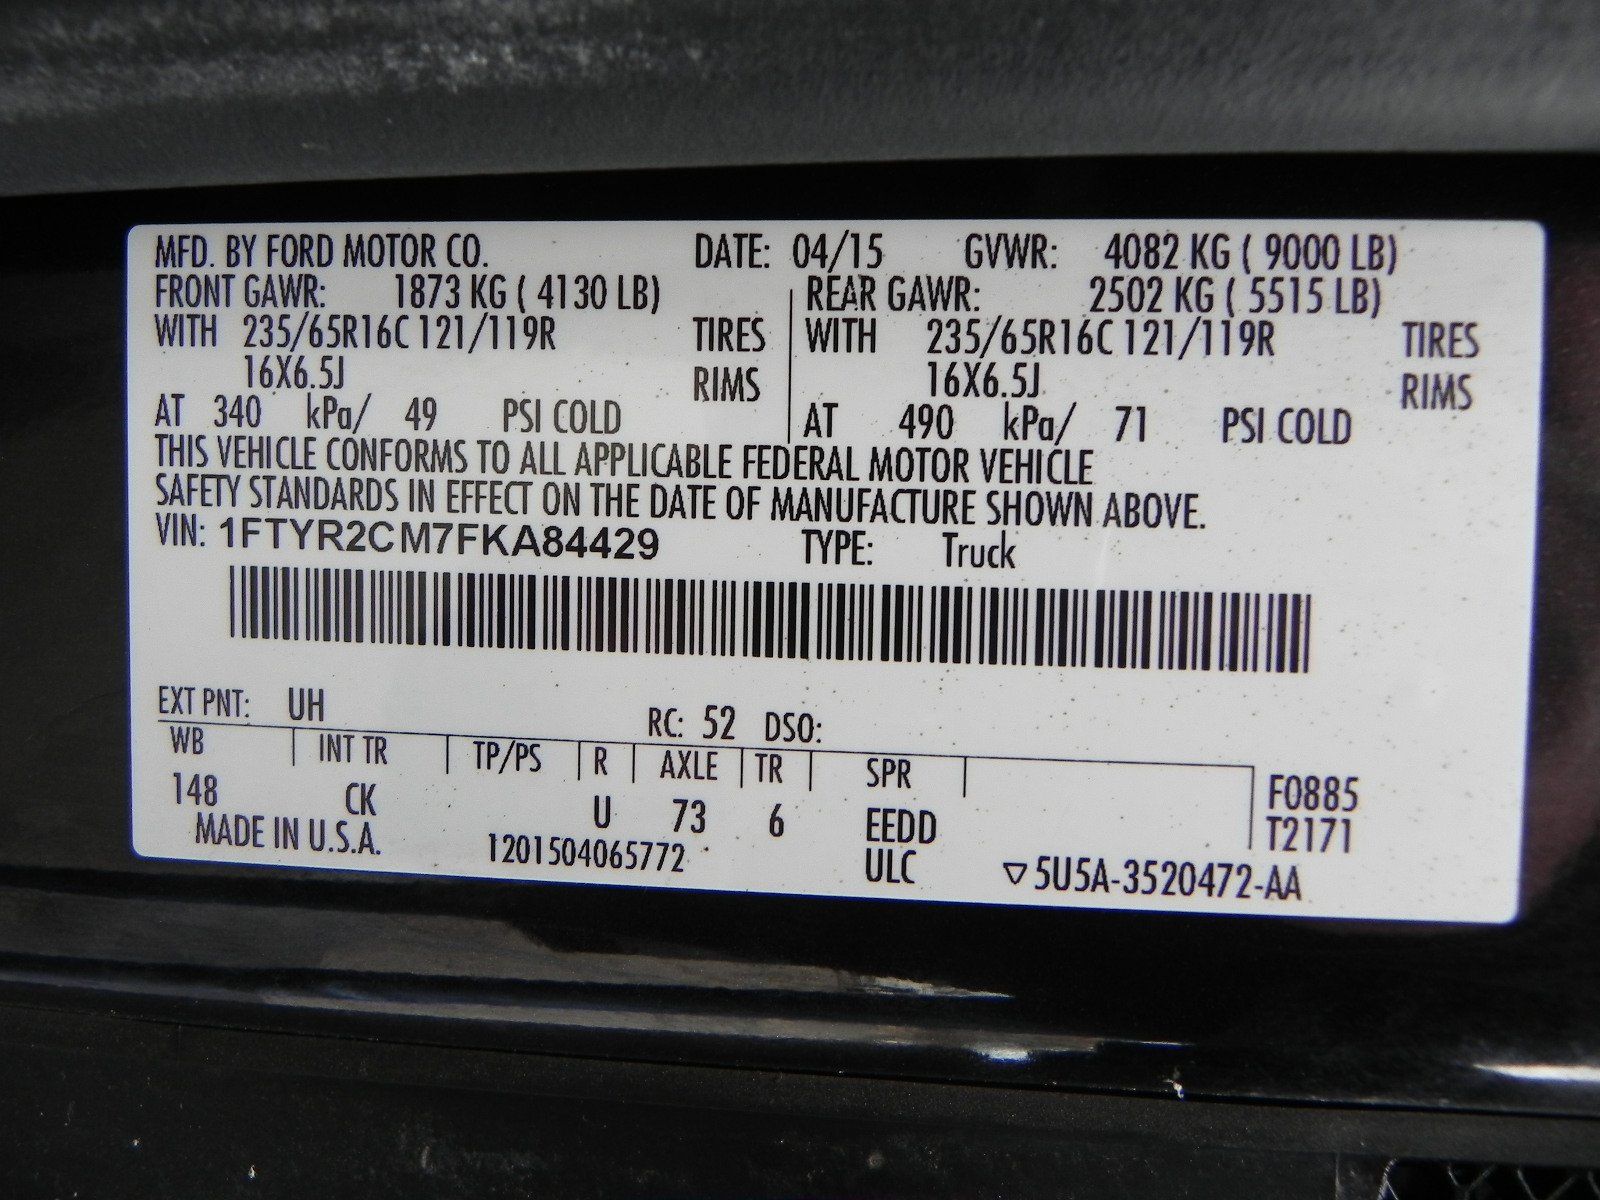 MFD. BY FORD MOTOR CO. DATE: 04/15 GVWR: 4082 KG ( 9000 LB)
FRONT GAWR: 1873 KG ( 4130 LB) REAR GAWR: 2502 KG ( 5515 LB)
WITH 235/65R16C 121/119R TIRES WITH 235/65R16C 121/119R TIRES
16X6.5J RIMS 16X6.5J RIMS
AT 340 kPa/ 49 PSI COLD AT 490 kPa/ 71 PSI COLD
THIS VEHICLE CONFORMS TO ALL APPLICABLE FEDERAL MOTOR VEHICLE
SAFETY STANDARDS IN EFFECT ON THE DATE OF MANUFACTURE SHOWN ABOVE.
VIN: 1FTYR2CM7FKA84429 TYPE: Truck
EXT PNT: UH RC: 52 DSO:
WB INT TR TP/PS R AXLE TR SPR
148 CK U 73 6 EEDD F0885
MADE IN U.S.A. 1201504065772 ULC T2171
▽5U5A-3520472-AA